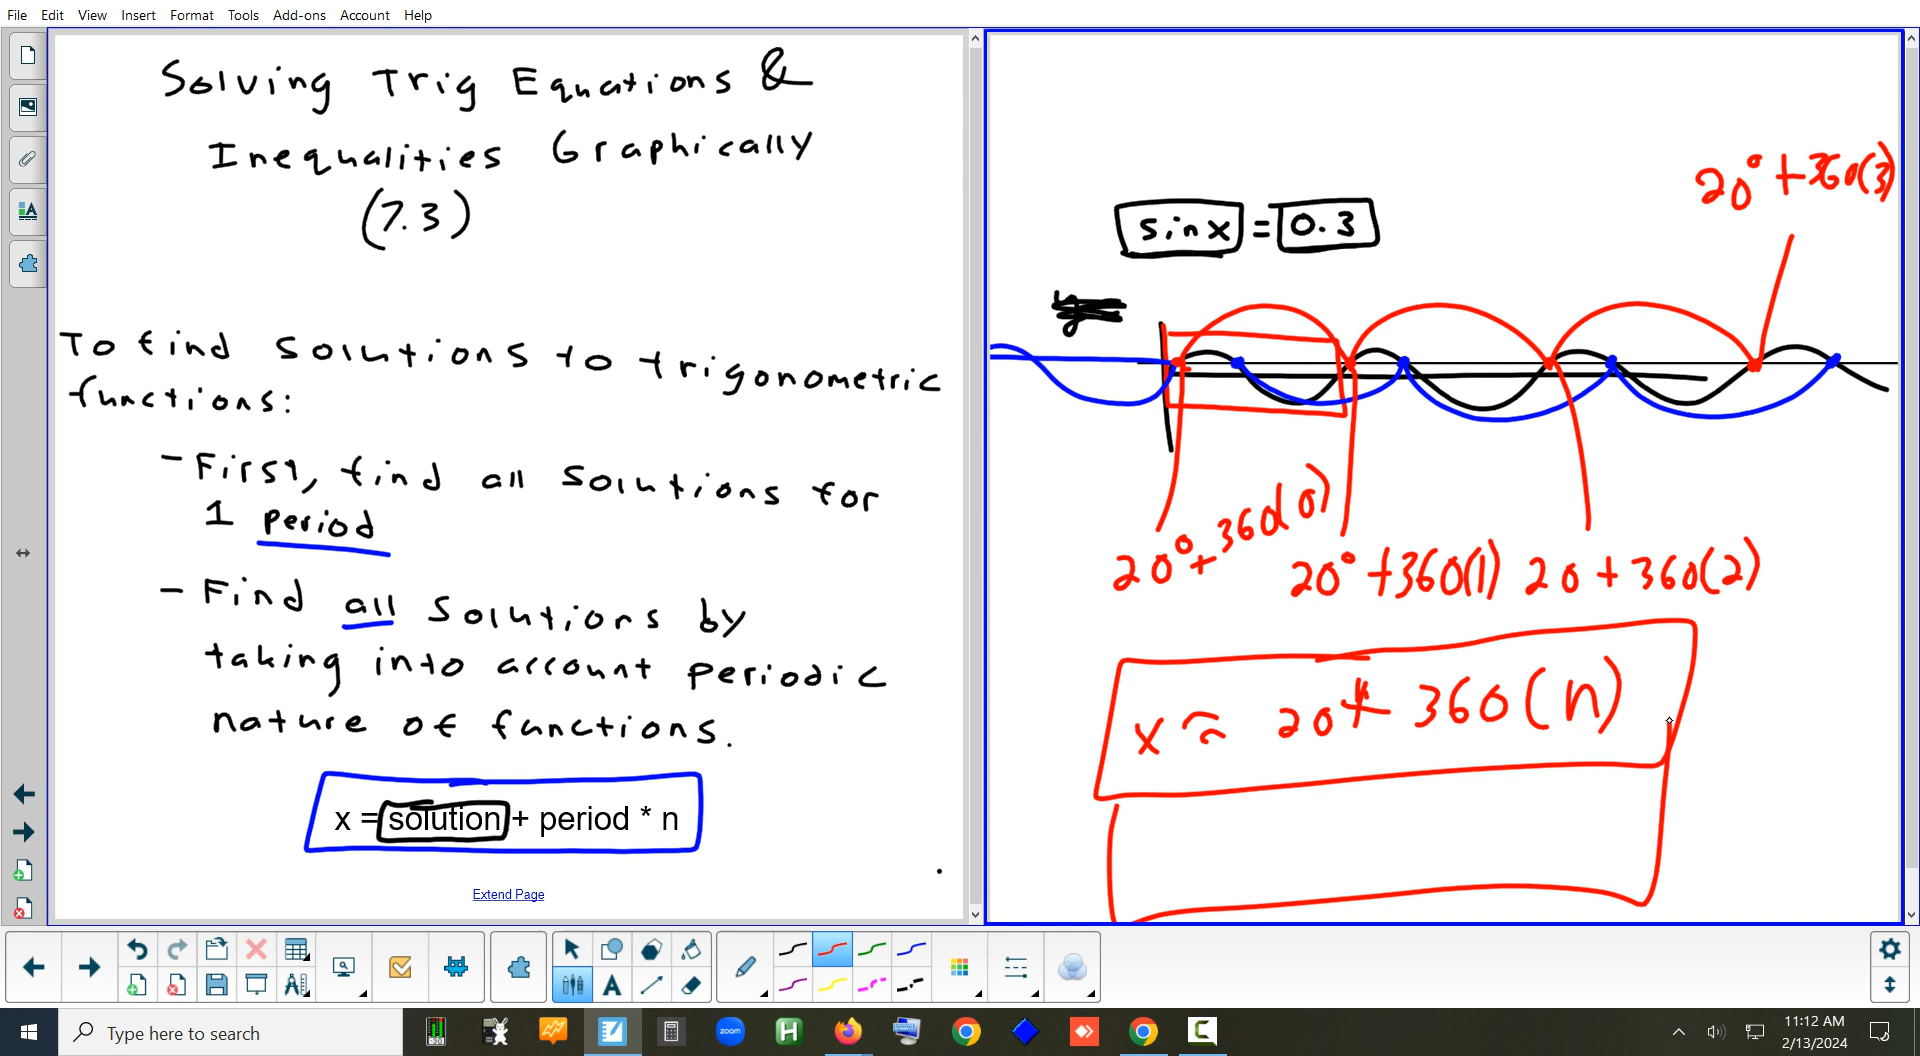 File Edit View Insert Format Tools Add-ons Account Help
Solving Trig Equations &
Inequalities Graphically
(7.3)
To find solutions to trigonometric
functions:
- First, find all solutions for
1 period
- Find all solutions by
taking into account periodic
nature of functions.
x = solution + period * n
Extend Page
sinx = 0.3
20° + 360(3)
20° + 360(0)
20° + 360(1)
20 + 360(2)
x ≈ 20 + 360(n)
A
Type here to search
zoom
H
C
11:12 AM
2/13/2024